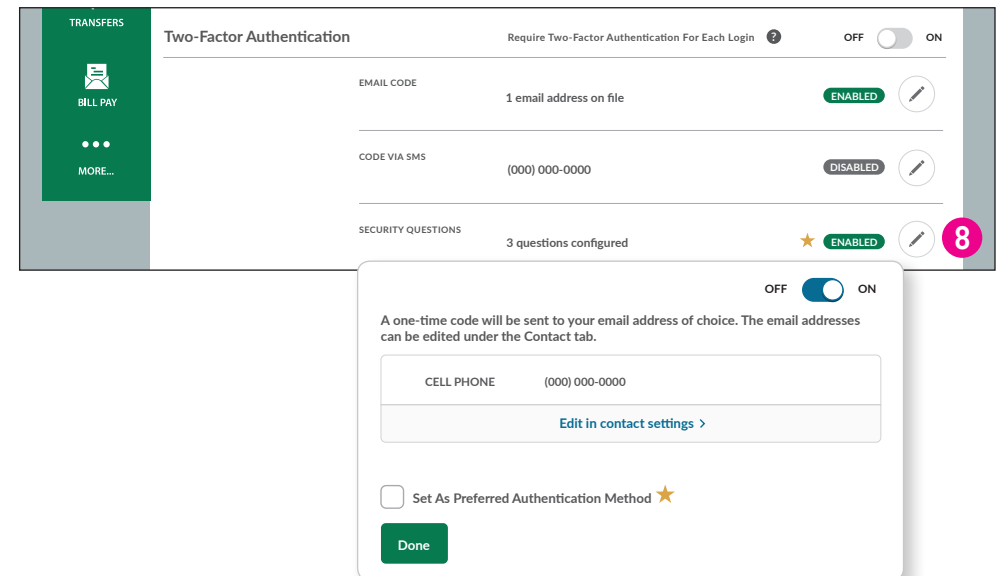 TRANSFERS
Two-Factor Authentication
Require Two-Factor Authentication For Each Login ?
OFF ON
BILL PAY
EMAIL CODE
1 email address on file
ENABLED
MORE...
CODE VIA SMS
(000) 000-0000
DISABLED
SECURITY QUESTIONS
3 questions configured
ENABLED
8
OFF ON
A one-time code will be sent to your email address of choice. The email addresses
can be edited under the Contact tab.
CELL PHONE (000) 000-0000
Edit in contact settings >
Set As Preferred Authentication Method
Done